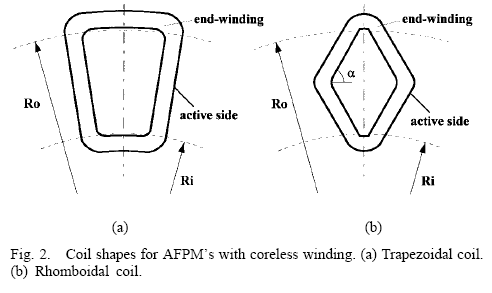 end-winding
end-winding
α
Ro
Ro
active side
active side
Ri
Ri
(a)
(b)
Fig. 2. Coil shapes for AFPM's with coreless winding. (a) Trapezoidal coil.
(b) Rhomboidal coil.